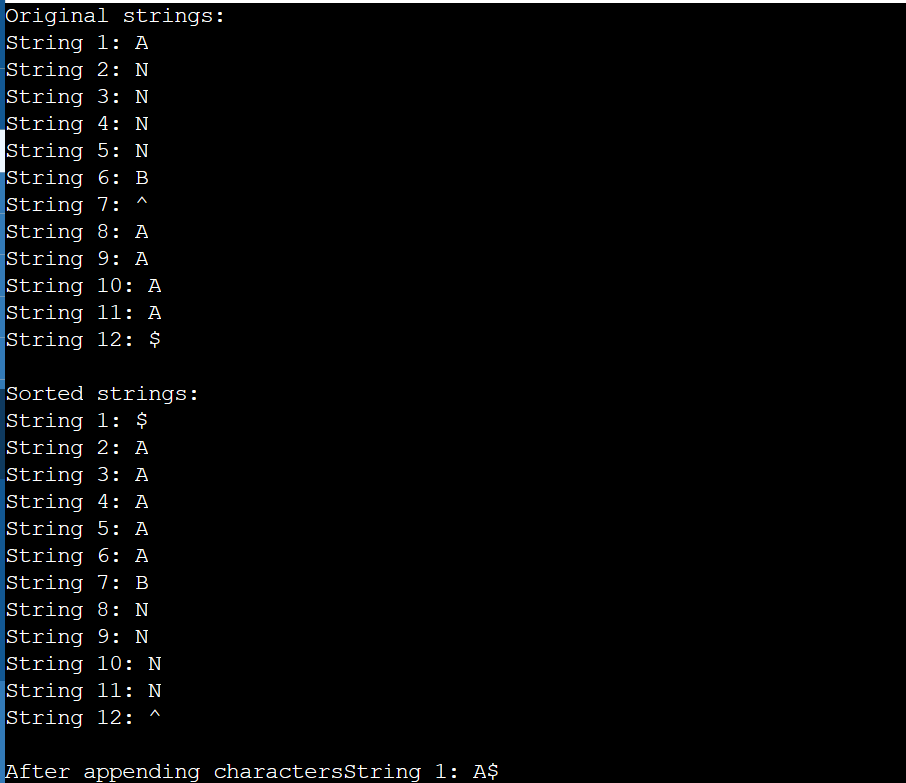 Original strings:
String 1: A
String 2: N
String 3: N
String 4: N
String 5: N
String 6: B
String 7: ^
String 8: A
String 9: A
String 10: A
String 11: A
String 12: $
Sorted strings:
String 1: $
String 2: A
String 3: A
String 4: A
String 5: A
String 6: A
String 7: B
String 8: N
String 9: N
String 10: N
String 11: N
String 12: ^
After appending charactersString 1: A$